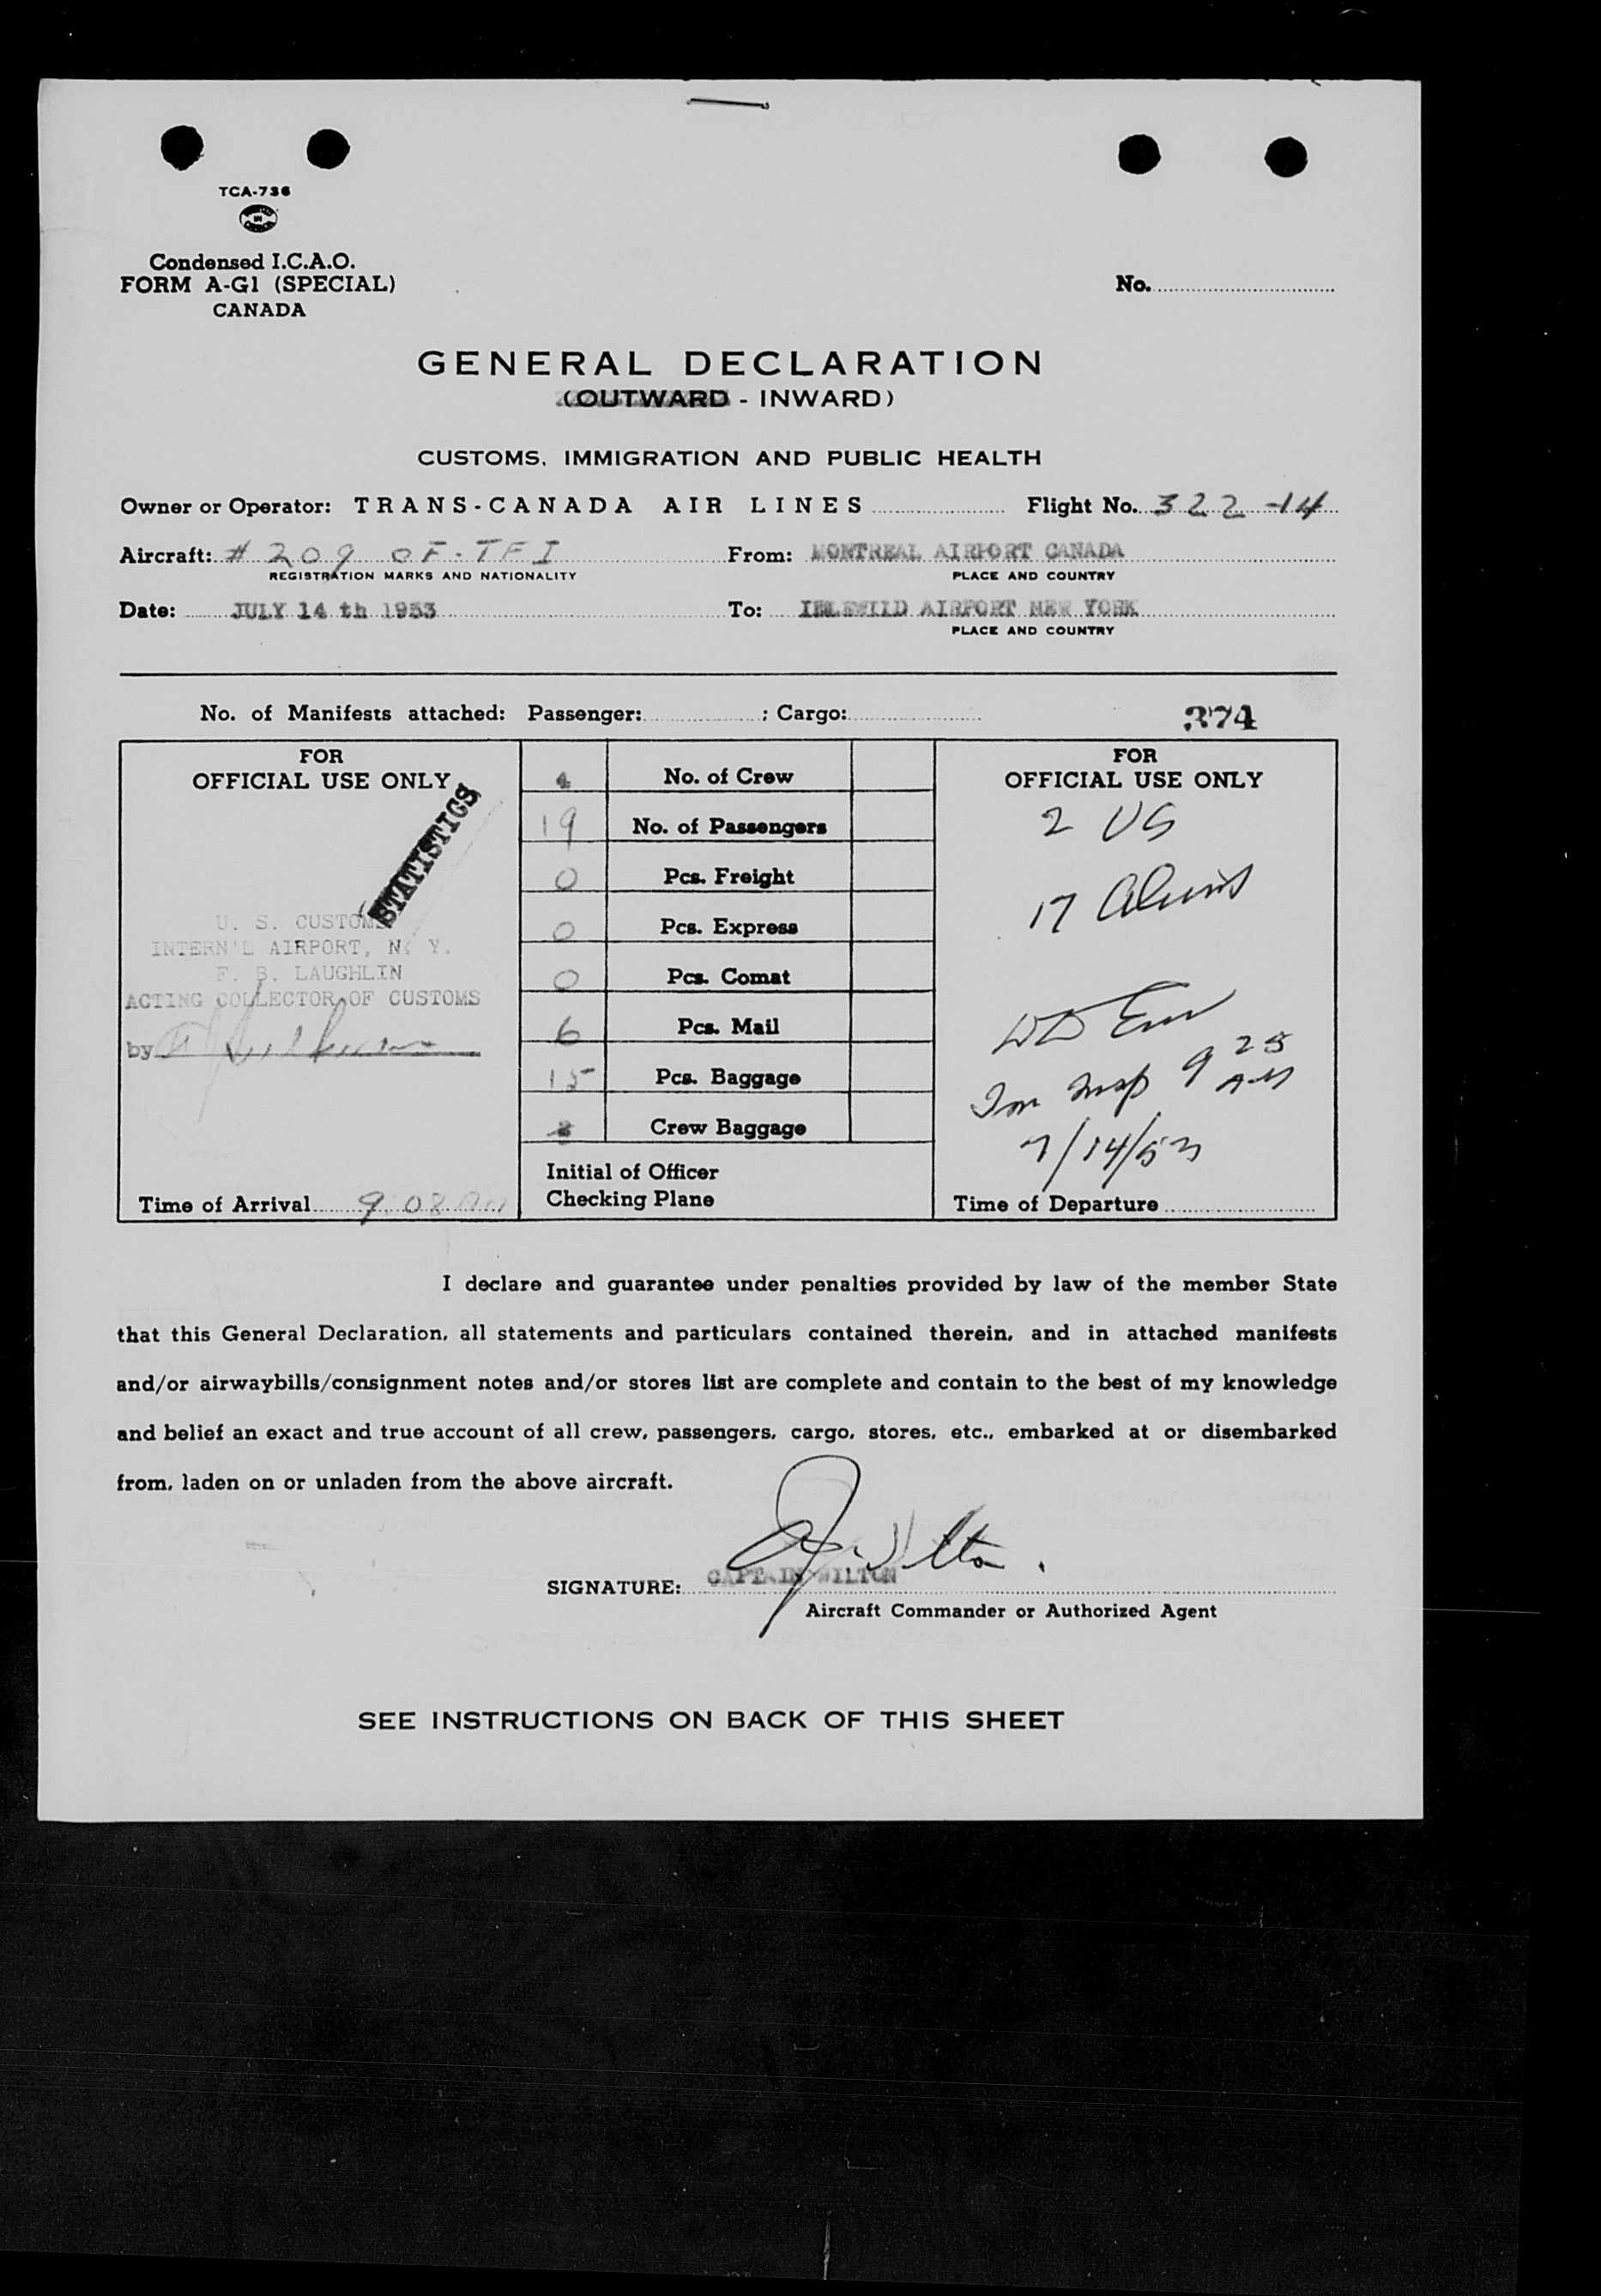 TCA-736
Condensed I.C.A.O.
FORM A-G1 (SPECIAL)
CANADA
No.
GENERAL DECLARATION
(OUTWARD - INWARD)
CUSTOMS, IMMIGRATION AND PUBLIC HEALTH
Owner or Operator: TRANS-CANADA AIR LINES Flight No. 322-14
Aircraft: # 209 CF-TFI From: MONTREAL AIRPORT CANADA
REGISTRATION MARKS AND NATIONALITY PLACE AND COUNTRY
Date: JULY 14 th 1953 To: IDLEWILD AIRPORT NEW YORK
PLACE AND COUNTRY
No. of Manifests attached: Passenger: ; Cargo: 374
FOR
OFFICIAL USE ONLY
STATISTICS
U. S. CUSTOMS
INTERN'L AIRPORT, N. Y.
F. B. LAUGHLIN
ACTING COLLECTOR OF CUSTOMS
by
Time of Arrival 9:08 AM
4 No. of Crew
19 No. of Passengers
0 Pcs. Freight
0 Pcs. Express
0 Pcs. Comat
6 Pcs. Mail
15 Pcs. Baggage
Crew Baggage
Initial of Officer
Checking Plane
FOR
OFFICIAL USE ONLY
2 US
17 Aliens
Im Insp 9 25 AM
7/14/53
Time of Departure
I declare and guarantee under penalties provided by law of the member State
that this General Declaration, all statements and particulars contained therein, and in attached manifests
and/or airwaybills/consignment notes and/or stores list are complete and contain to the best of my knowledge
and belief an exact and true account of all crew, passengers, cargo, stores, etc., embarked at or disembarked
from, laden on or unladen from the above aircraft.
SIGNATURE: CAPTAIN WILTON
Aircraft Commander or Authorized Agent
SEE INSTRUCTIONS ON BACK OF THIS SHEET